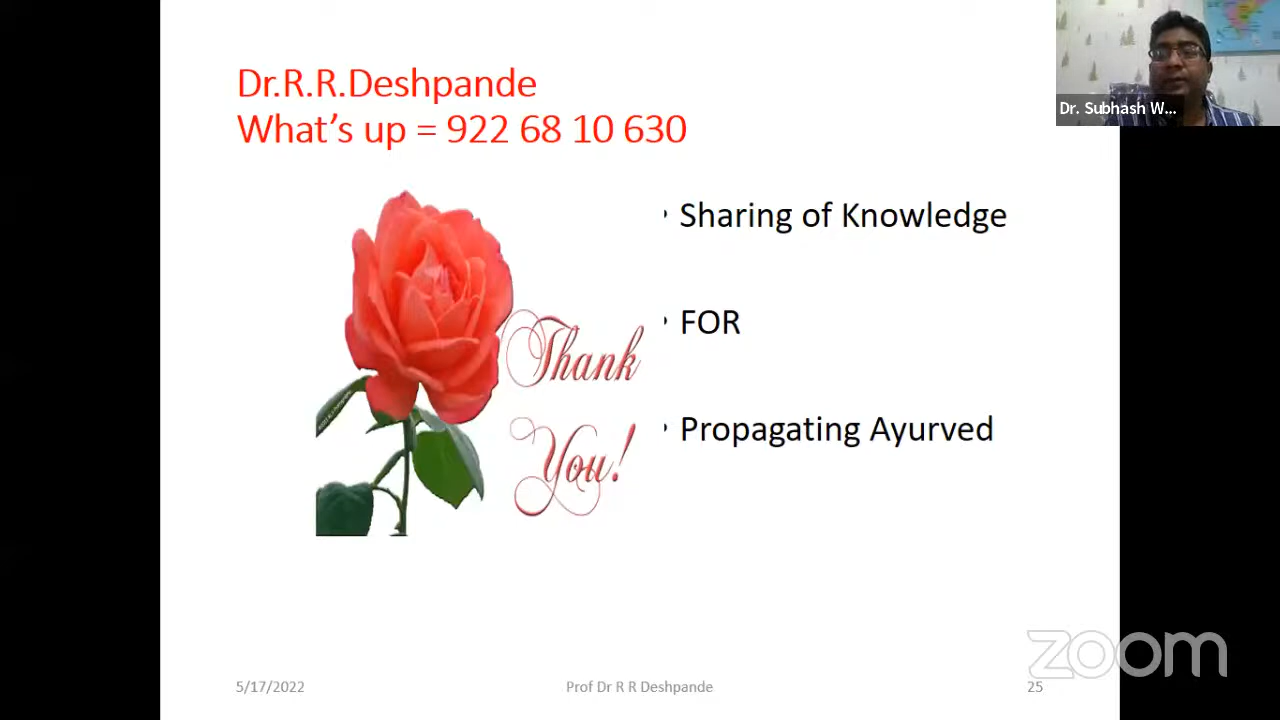 Dr.R.R.Deshpande
What's up = 922 68 10 630
Dr. Subhash W...
• Sharing of Knowledge
• FOR
• Propagating Ayurved
Thank
You!
5/17/2022
Prof Dr R R Deshpande
25
zoom